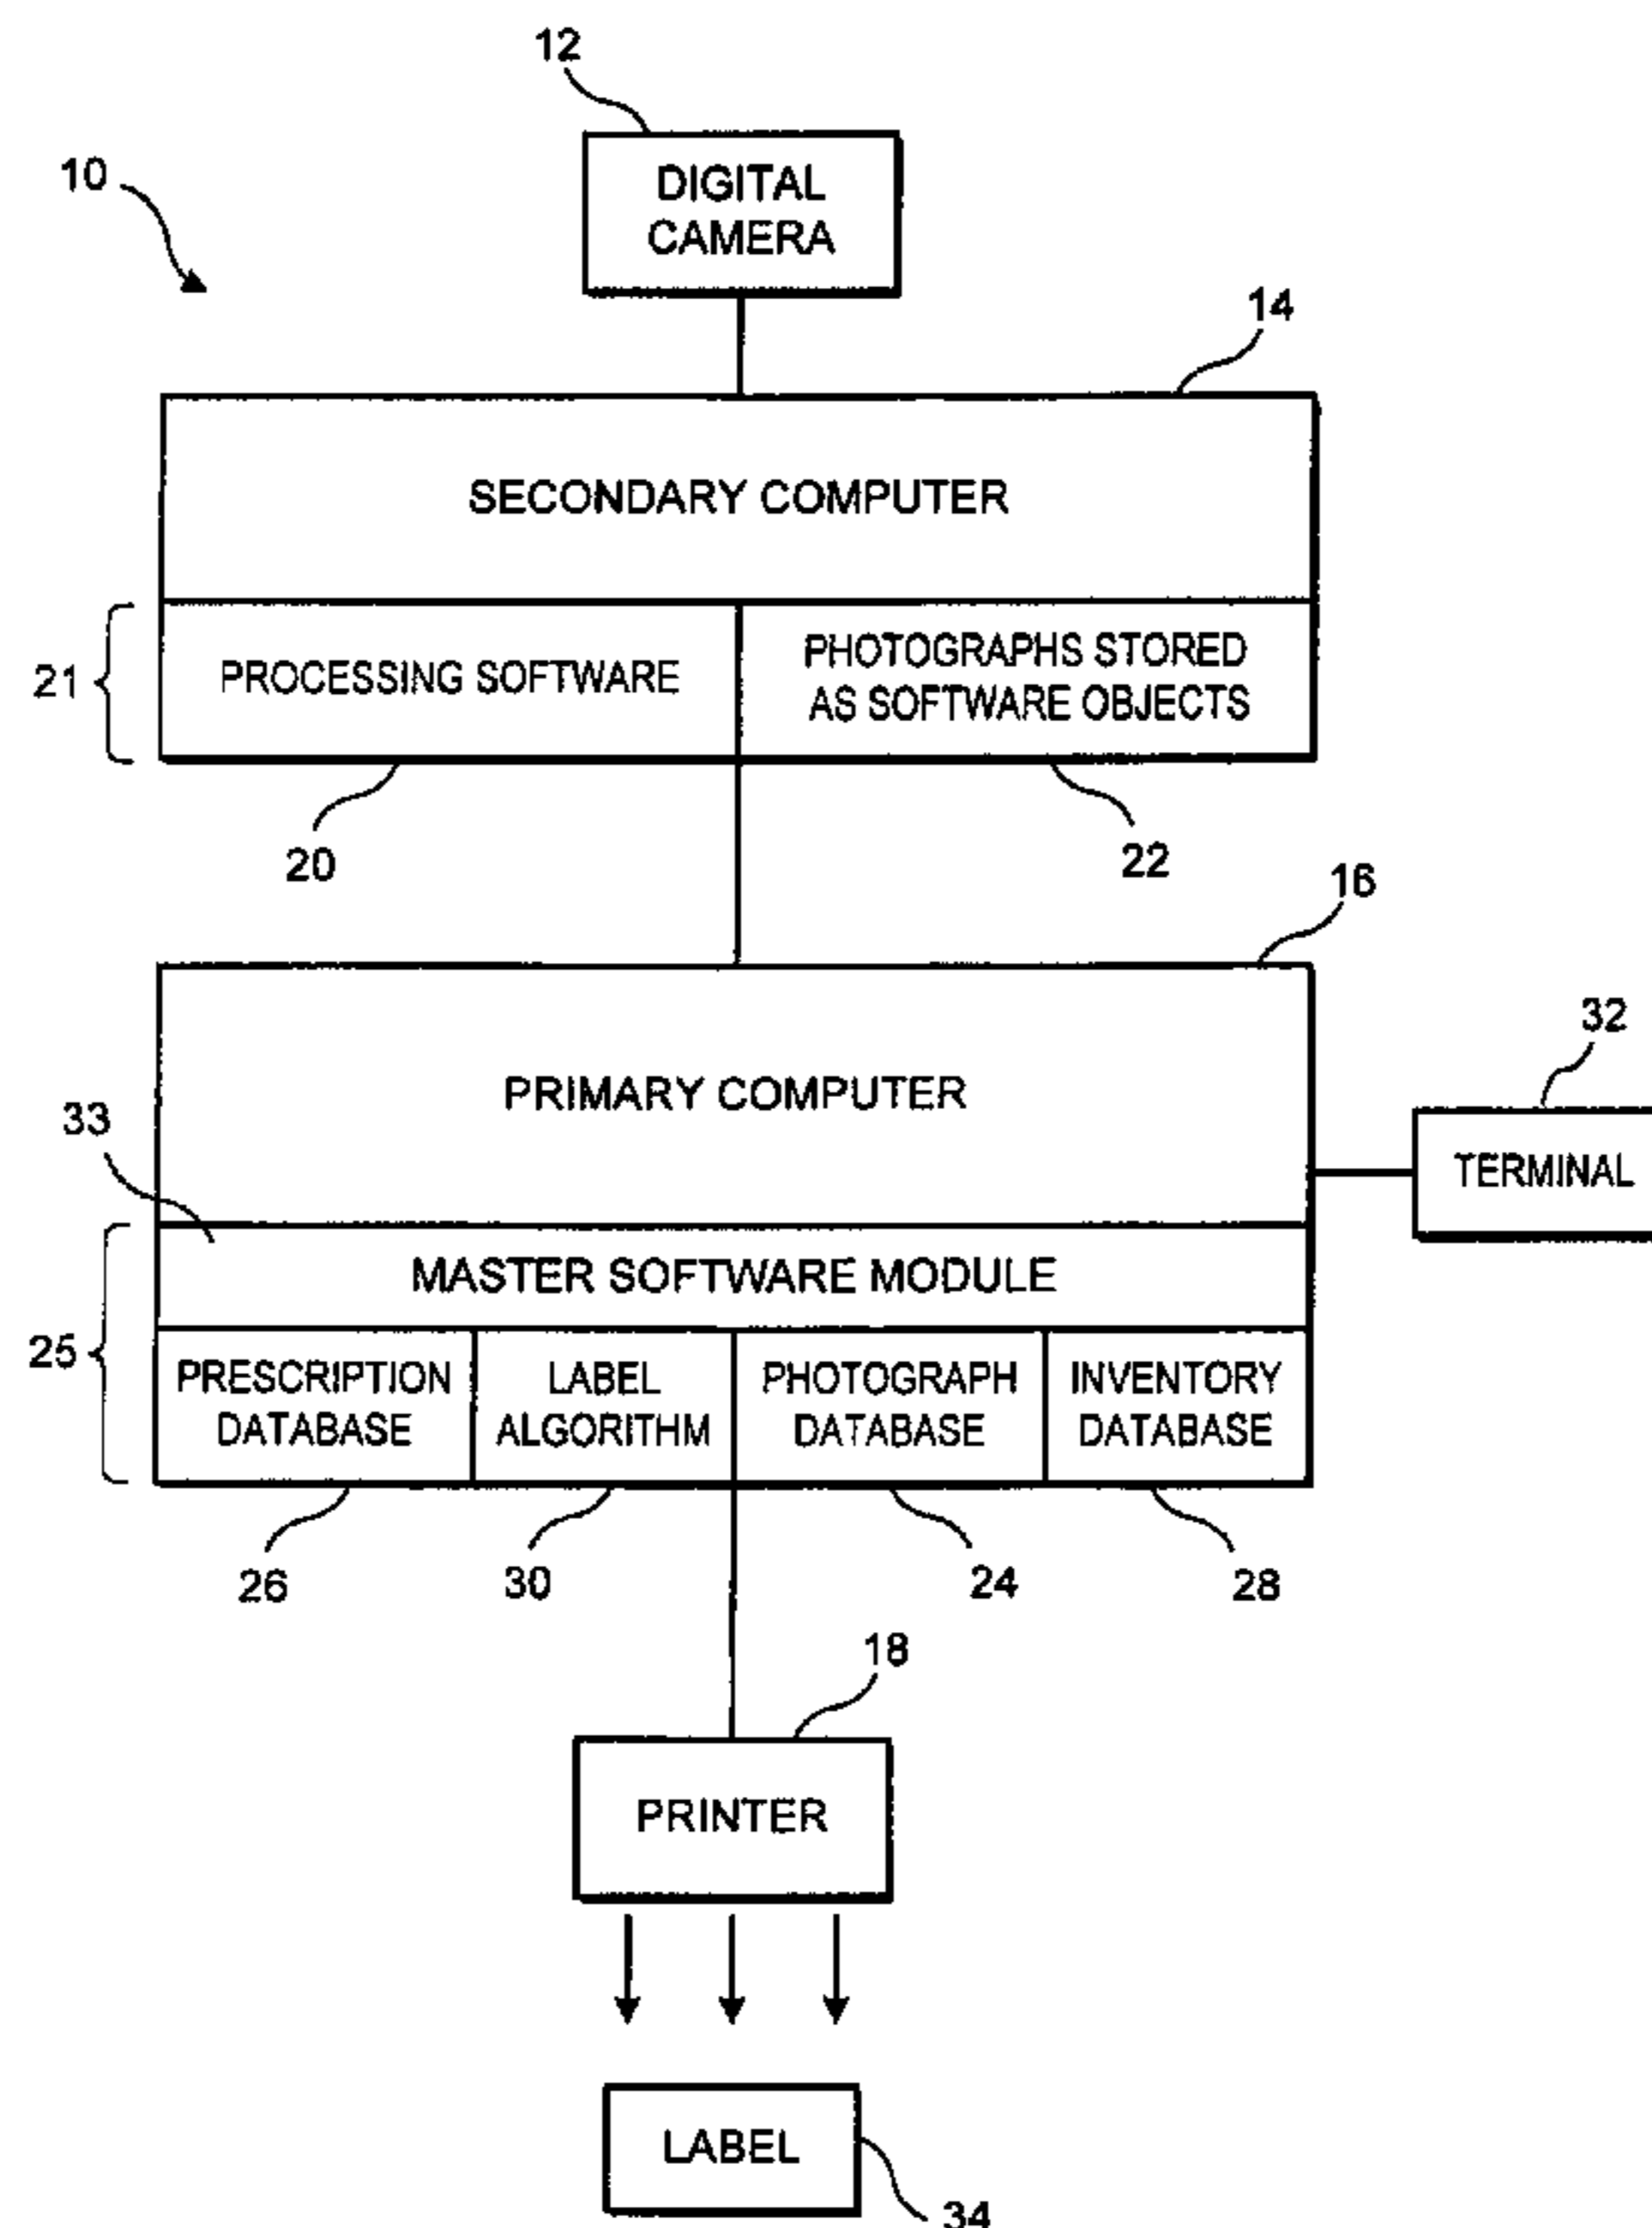 12
10
DIGITAL
CAMERA
14
SECONDARY COMPUTER
21
PROCESSING SOFTWARE
PHOTOGRAPHS STORED
AS SOFTWARE OBJECTS
20
22
16
PRIMARY COMPUTER
32
TERMINAL
33
MASTER SOFTWARE MODULE
25
PRESCRIPTION
DATABASE
LABEL
ALGORITHM
PHOTOGRAPH
DATABASE
INVENTORY
DATABASE
26
30
24
28
18
PRINTER
LABEL
34